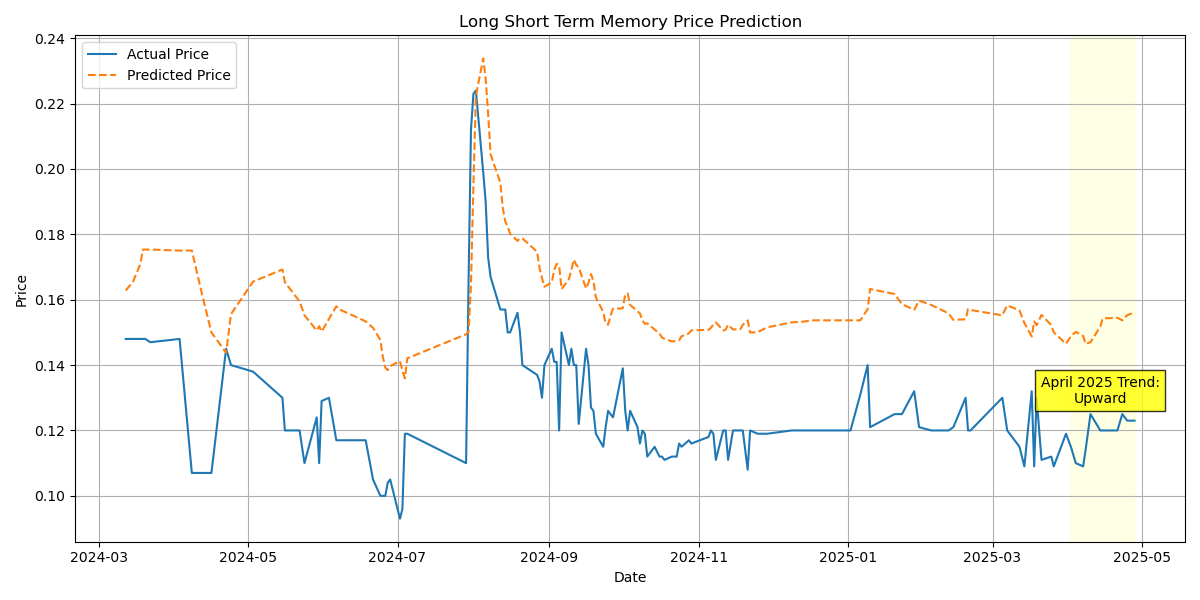 Long Short Term Memory Price Prediction
Actual Price
Predicted Price
0.24
0.22
0.20
0.18
0.16
0.14
0.12
0.10
Price
April 2025 Trend:
Upward
2024-03
2024-05
2024-07
2024-09
2024-11
2025-01
2025-03
2025-05
Date